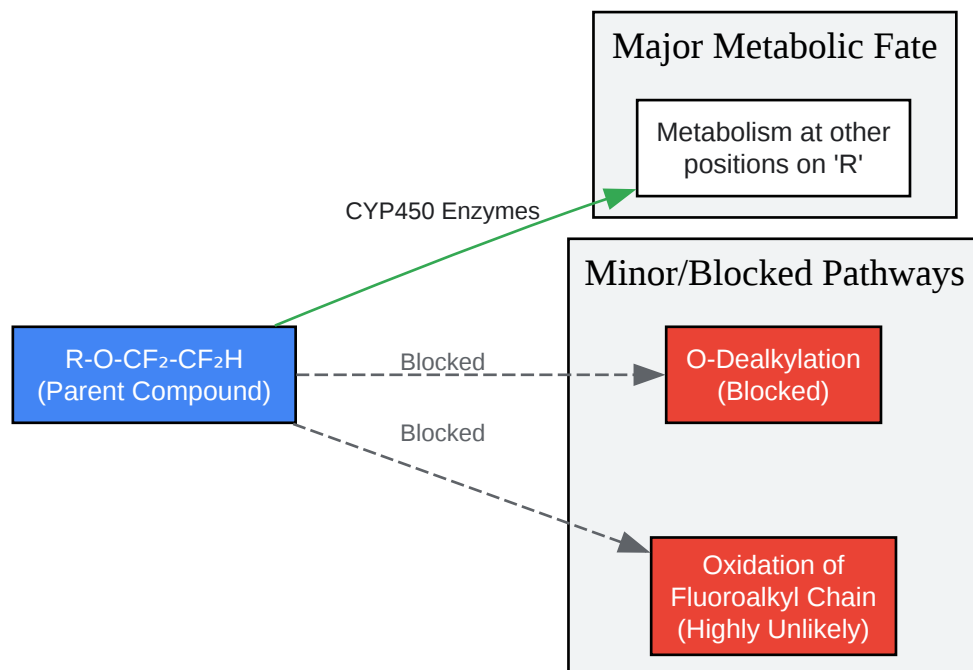 Major Metabolic Fate
Metabolism at other
positions on 'R'
CYP450 Enzymes
Minor/Blocked Pathways
R-O-CF₂-CF₂H
(Parent Compound)
Blocked
O-Dealkylation
(Blocked)
Blocked
Oxidation of
Fluoroalkyl Chain
(Highly Unlikely)